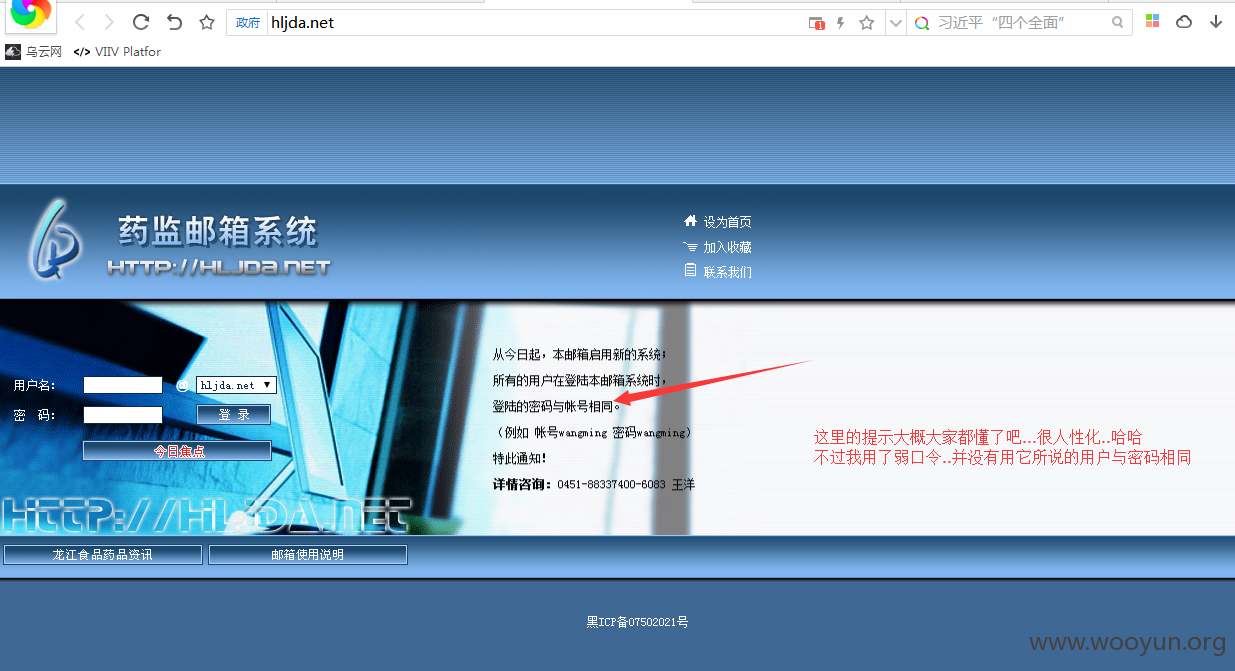 政府 hljda.net
1
习近平“四个全面”
乌云网 </> VIIV Platfor
药监邮箱系统
HTTP://HLJDA.NET
设为首页
加入收藏
联系我们
从今日起，本邮箱启用新的系统；
所有的用户在登陆本邮箱系统时，
登陆的密码与帐号相同。
（例如 帐号wangming 密码wangming）
特此通知！
详情咨询：0451-88337400-6083 王洋
用户名： @ hljda.net
密 码： 登 录
今日焦点
这里的提示大概大家都懂了吧...很人性化..哈哈
不过我用了弱口令..并没有用它所说的用户与密码相同
HTTP://HLJDA.NET
龙江食品药品资讯 邮箱使用说明
黑ICP备07502021号
www.wooyun.org